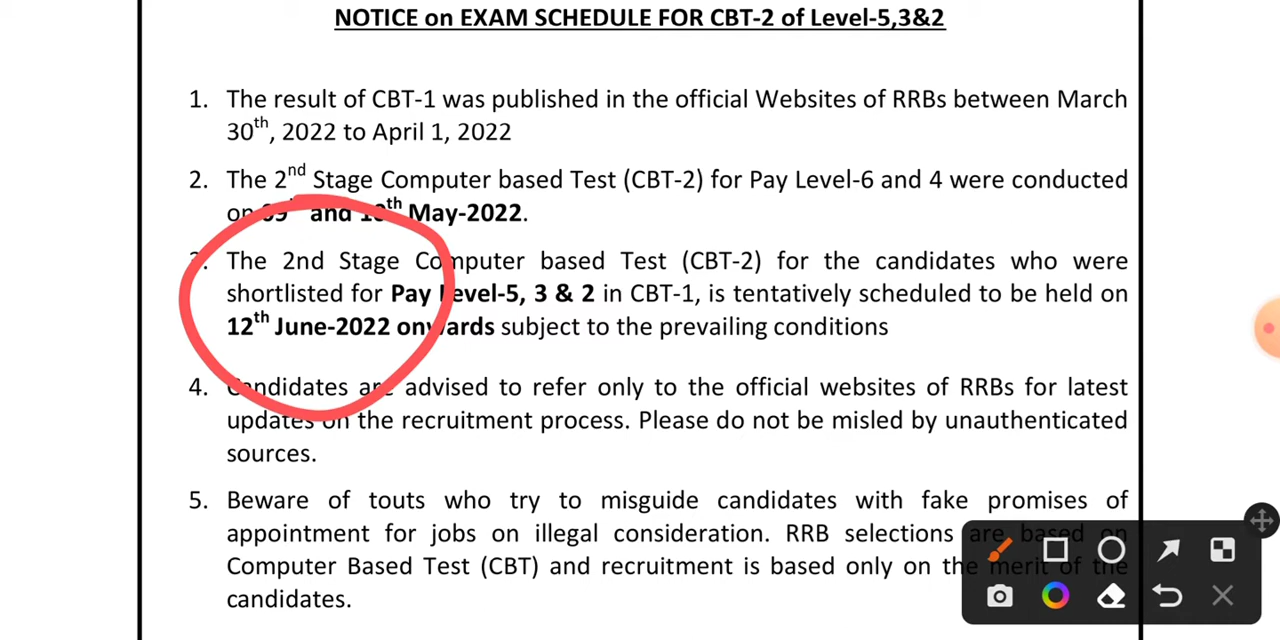 NOTICE on EXAM SCHEDULE FOR CBT-2 of Level-5,3&2
1. The result of CBT-1 was published in the official Websites of RRBs between March
30th, 2022 to April 1, 2022
2. The 2nd Stage Computer based Test (CBT-2) for Pay Level-6 and 4 were conducted
on and May-2022.
3. The 2nd Stage Computer based Test (CBT-2) for the candidates who were
shortlisted for Pay Level-5, 3 & 2 in CBT-1, is tentatively scheduled to be held on
12th June-2022 onwards subject to the prevailing conditions
4. Candidates are advised to refer only to the official websites of RRBs for latest
updates on the recruitment process. Please do not be misled by unauthenticated
sources.
5. Beware of touts who try to misguide candidates with fake promises of
appointment for jobs on illegal consideration. RRB selections are based on
Computer Based Test (CBT) and recruitment is based only on the merit of the
candidates.